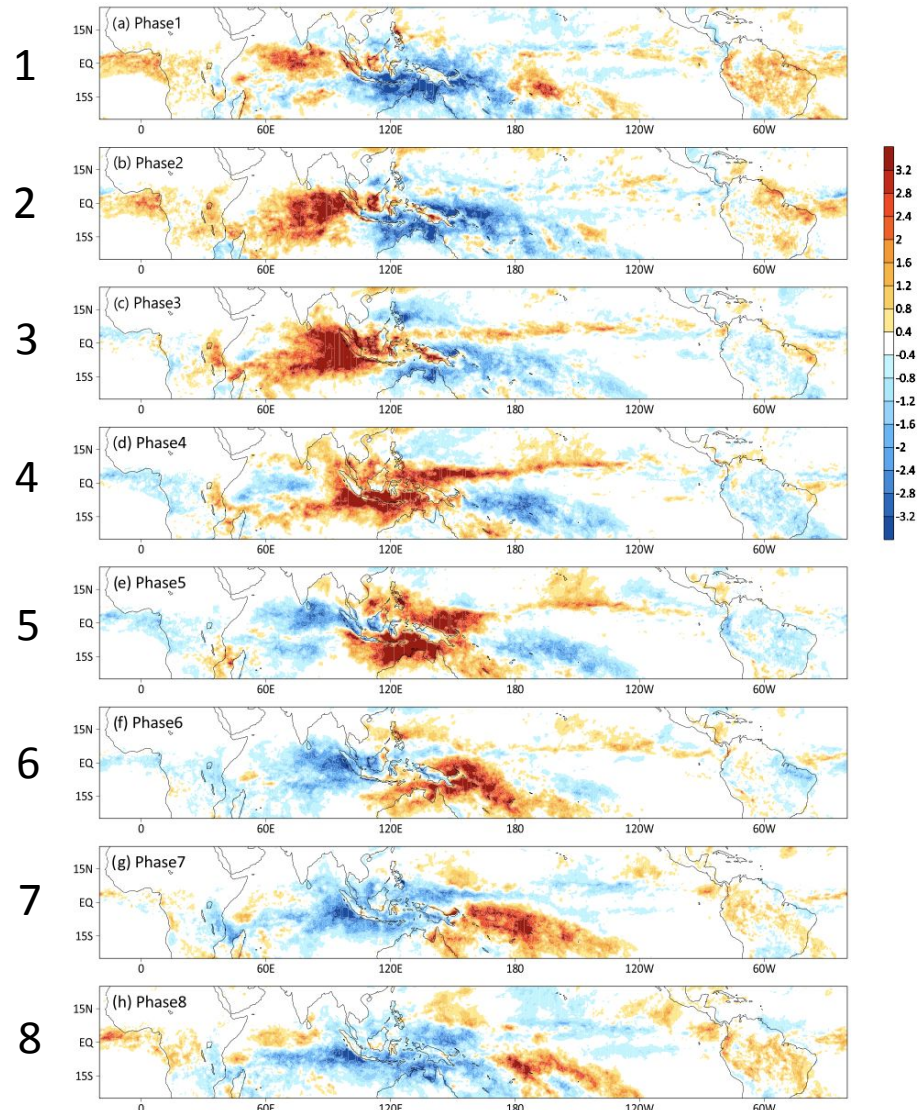 1
(a) Phase1
15N
EQ
15S
0 60E 120E 180 120W 60W
2
(b) Phase2
15N
EQ
15S
0 60E 120E 180 120W 60W
3.2
2.8
2.4
2
1.6
1.2
0.8
0.4
-0.4
-0.8
-1.2
-1.6
-2
-2.4
-2.8
-3.2
3
(c) Phase3
15N
EQ
15S
0 60E 120E 180 120W 60W
4
(d) Phase4
15N
EQ
15S
0 60E 120E 180 120W 60W
5
(e) Phase5
15N
EQ
15S
0 60E 120E 180 120W 60W
6
(f) Phase6
15N
EQ
15S
0 60E 120E 180 120W 60W
7
(g) Phase7
15N
EQ
15S
0 60E 120E 180 120W 60W
8
(h) Phase8
15N
EQ
15S
0 60E 120E 180 120W 60W